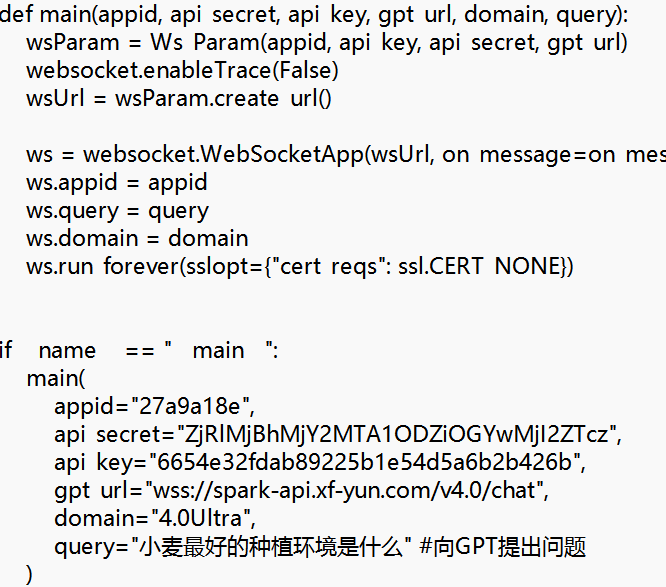 def main(appid, api secret, api key, gpt url, domain, query):
wsParam = Ws Param(appid, api key, api secret, gpt url)
websocket.enableTrace(False)
wsUrl = wsParam.create url()
ws = websocket.WebSocketApp(wsUrl, on message=on mes
ws.appid = appid
ws.query = query
ws.domain = domain
ws.run forever(sslopt={"cert reqs": ssl.CERT NONE})
if name == " main ":
main(
appid="27a9a18e",
api secret="ZjRlMjBhMjY2MTA1ODZiOGYwMjI2ZTcz",
api key="6654e32fdab89225b1e54d5a6b2b426b",
gpt url="wss://spark-api.xf-yun.com/v4.0/chat",
domain="4.0Ultra",
query="小麦最好的种植环境是什么" #向GPT提出问题
)